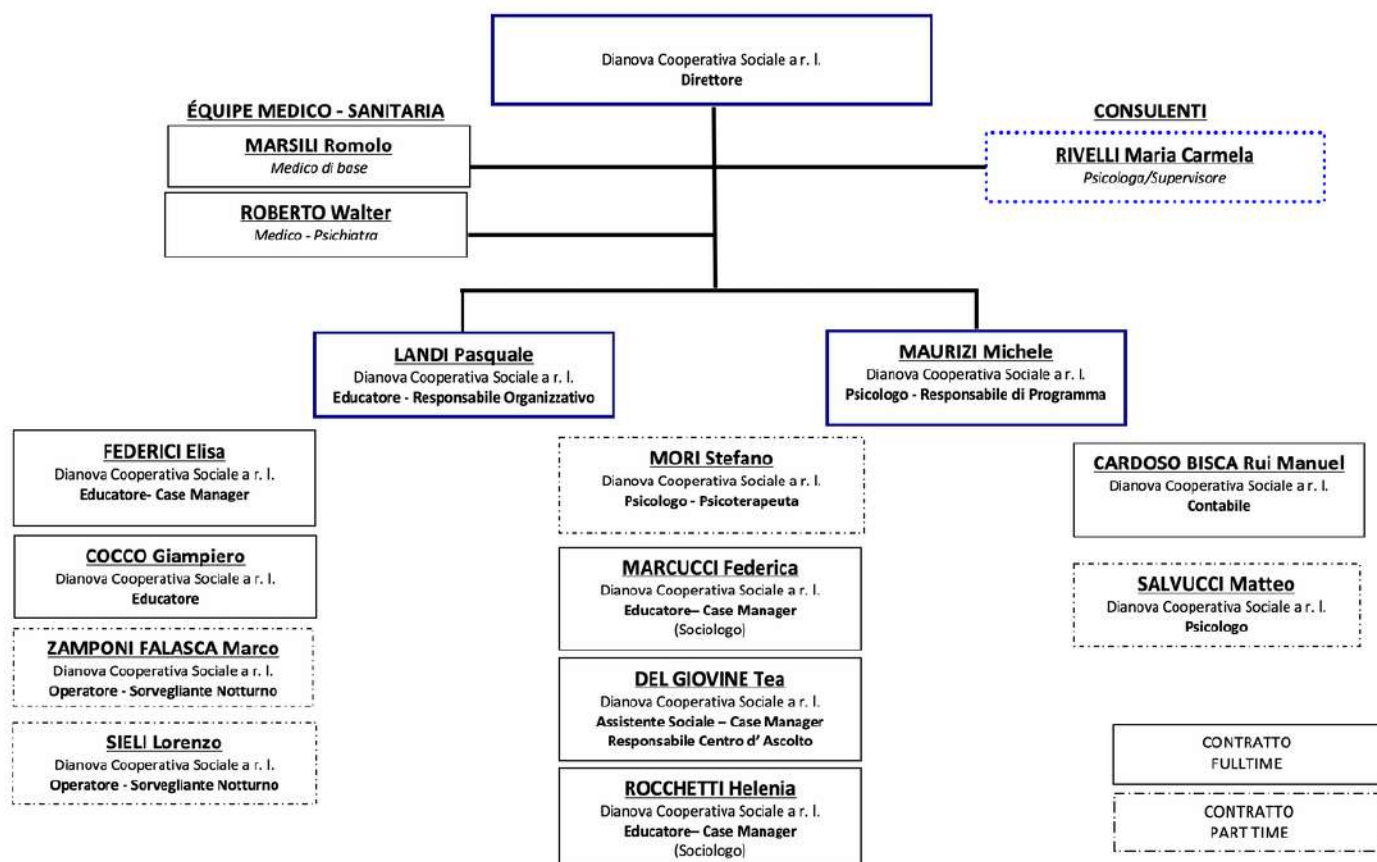 Dianova Cooperativa Sociale a r. l.
Direttore
ÉQUIPE MEDICO - SANITARIA
MARSILI Romolo
Medico di base
ROBERTO Walter
Medico - Psichiatra
CONSULENTI
RIVELLI Maria Carmela
Psicologa/Supervisore
LANDI Pasquale
Dianova Cooperativa Sociale a r. l.
Educatore - Responsabile Organizzativo
MAURIZI Michele
Dianova Cooperativa Sociale a r. l.
Psicologo - Responsabile di Programma
FEDERICI Elisa
Dianova Cooperativa Sociale a r. l.
Educatore- Case Manager
COCCO Giampiero
Dianova Cooperativa Sociale a r. l.
Educatore
ZAMPONI FALASCA Marco
Dianova Cooperativa Sociale a r. l.
Operatore - Sorvegliante Notturno
SIELI Lorenzo
Dianova Cooperativa Sociale a r. l.
Operatore - Sorvegliante Notturno
MORI Stefano
Dianova Cooperativa Sociale a r. l.
Psicologo - Psicoterapeuta
MARCUCCI Federica
Dianova Cooperativa Sociale a r. l.
Educatore– Case Manager
(Sociologo)
DEL GIOVINE Tea
Dianova Cooperativa Sociale a r. l.
Assistente Sociale – Case Manager
Responsabile Centro d' Ascolto
ROCCHETTI Helenia
Dianova Cooperativa Sociale a r. l.
Educatore– Case Manager
(Sociologo)
CARDOSO BISCA Rui Manuel
Dianova Cooperativa Sociale a r. l.
Contabile
SALVUCCI Matteo
Dianova Cooperativa Sociale a r. l.
Psicologo
CONTRATTO
FULLTIME
CONTRATTO
PART TIME